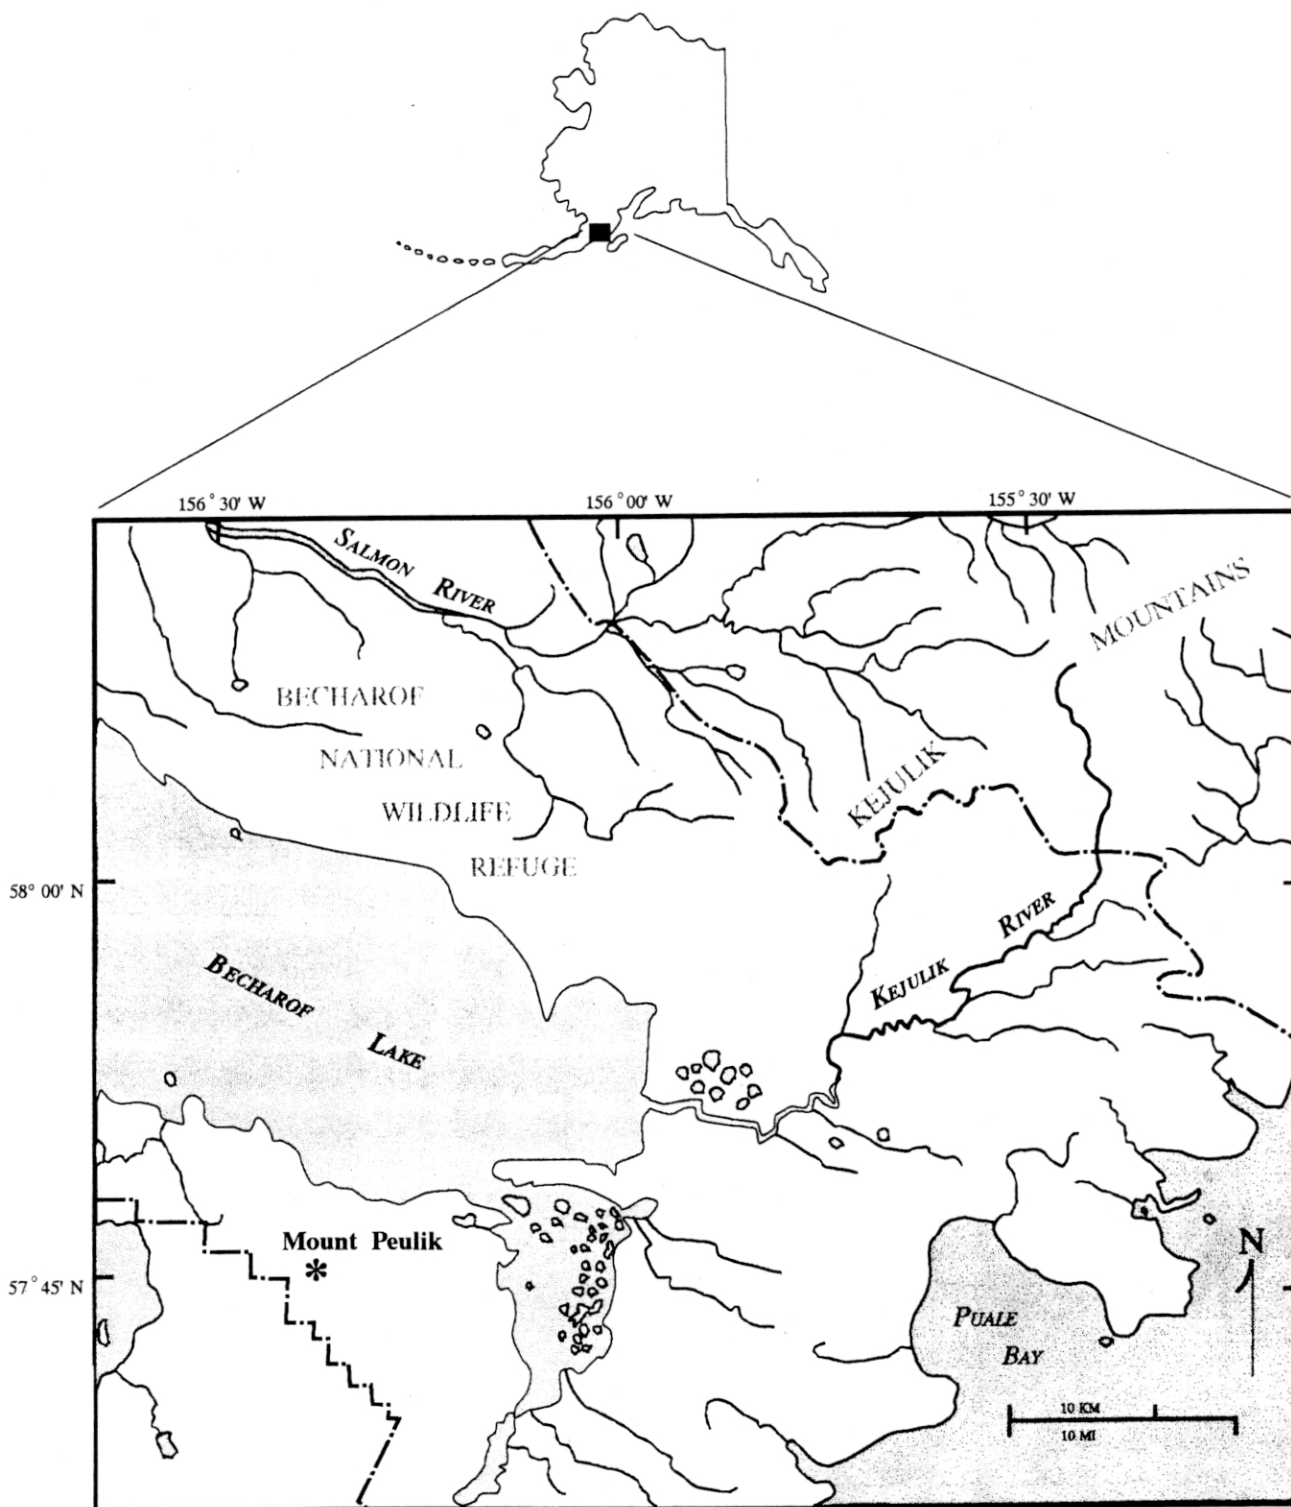 156° 30' W
156° 00' W
155° 30' W
SALMON RIVER
MOUNTAINS
BECHAROF
NATIONAL
WILDLIFE
REFUGE
KEJULIK
58° 00' N
RIVER
KEJULIK
BECHAROF
LAKE
Mount Peulik
*
N
57° 45' N
PUALE
BAY
10 KM
10 MI